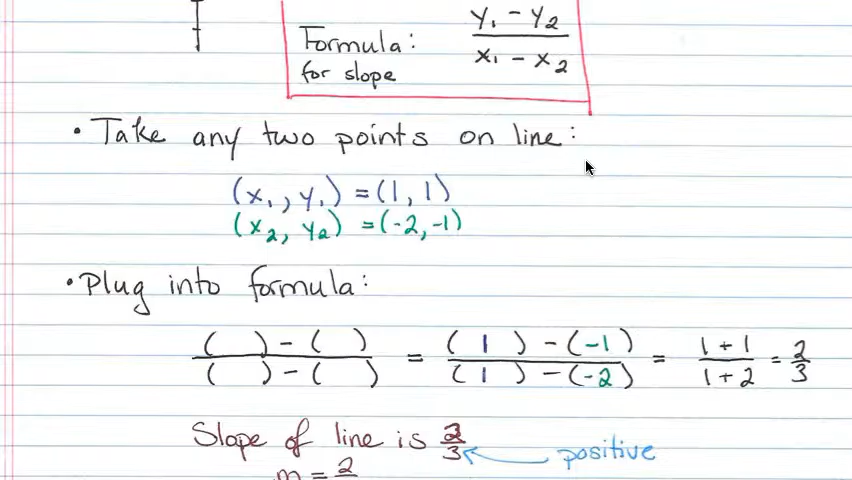 Formula: y₁ - y₂ / x₁ - x₂
for slope
• Take any two points on line:
(x₁, y₁) = (1, 1)
(x₂, y₂) = (-2, -1)
• Plug into formula:
( ) - ( ) / ( ) - ( ) = ( 1 ) - (-1) / ( 1 ) - (-2) = 1 + 1 / 1 + 2 = 2/3
Slope of line is 2/3 positive
m = 2